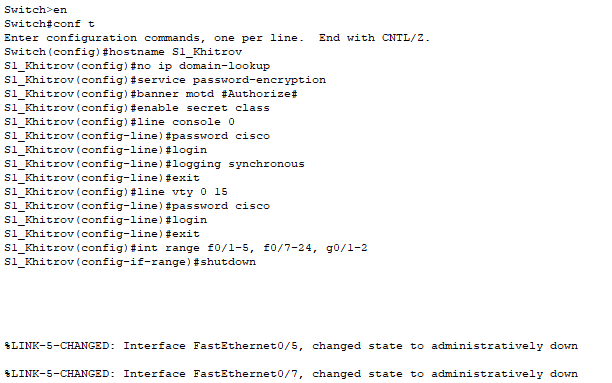 Switch>en
Switch#conf t
Enter configuration commands, one per line.  End with CNTL/Z.
Switch(config)#hostname S1_Khitrov
S1_Khitrov(config)#no ip domain-lookup
S1_Khitrov(config)#service password-encryption
S1_Khitrov(config)#banner motd #Authorize#
S1_Khitrov(config)#enable secret class
S1_Khitrov(config)#line console 0
S1_Khitrov(config-line)#password cisco
S1_Khitrov(config-line)#login
S1_Khitrov(config-line)#logging synchronous
S1_Khitrov(config-line)#exit
S1_Khitrov(config)#line vty 0 15
S1_Khitrov(config-line)#password cisco
S1_Khitrov(config-line)#login
S1_Khitrov(config-line)#exit
S1_Khitrov(config)#int range f0/1-5, f0/7-24, g0/1-2
S1_Khitrov(config-if-range)#shutdown
%LINK-5-CHANGED: Interface FastEthernet0/5, changed state to administratively down
%LINK-5-CHANGED: Interface FastEthernet0/7, changed state to administratively down